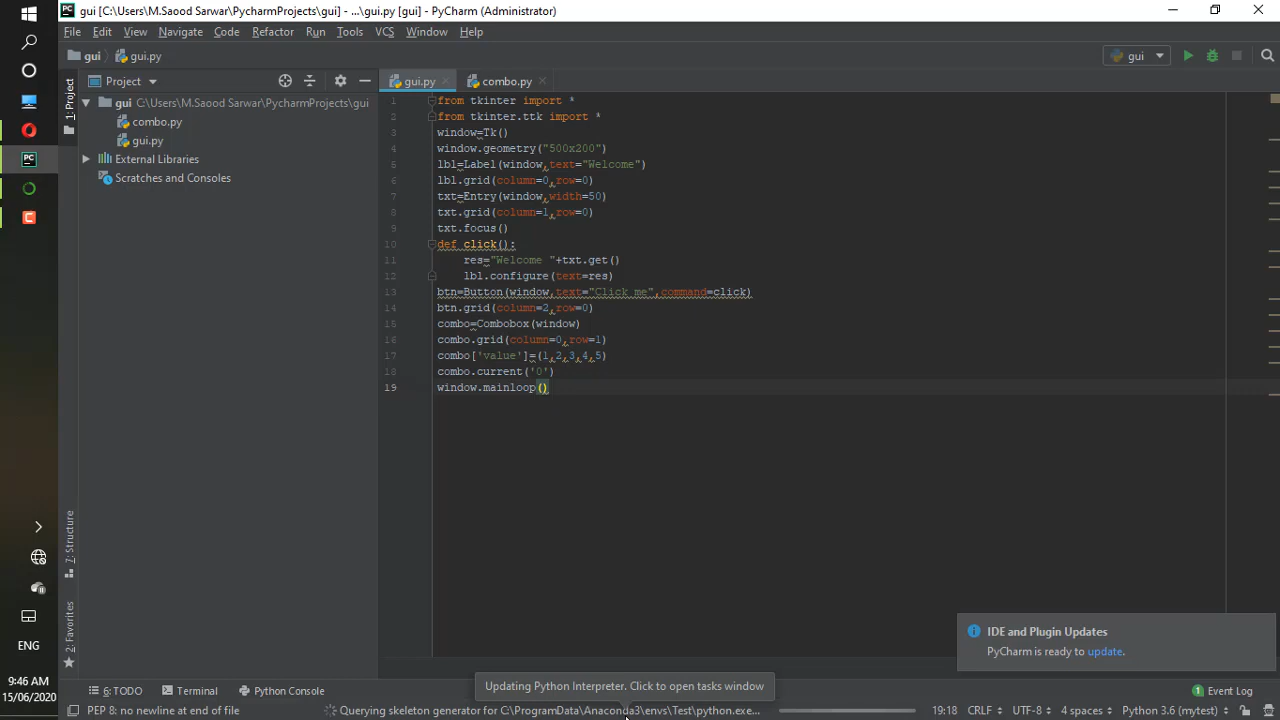 gui [C:\Users\M.Saood Sarwar\PycharmProjects\gui] - ...\gui.py [gui] - PyCharm (Administrator)
File Edit View Navigate Code Refactor Run Tools VCS Window Help
gui gui.py gui
1: Project
Project
gui.py
combo.py
gui C:\Users\M.Saood Sarwar\PycharmProjects\gui
combo.py
gui.py
External Libraries
Scratches and Consoles
1 from tkinter import *
2 from tkinter.ttk import *
3 window=Tk()
4 window.geometry("500x200")
5 lbl=Label(window,text="Welcome")
6 lbl.grid(column=0,row=0)
7 txt=Entry(window,width=50)
8 txt.grid(column=1,row=0)
9 txt.focus()
10 def click():
11 res="Welcome "+txt.get()
12 lbl.configure(text=res)
13 btn=Button(window,text="Click me",command=click)
14 btn.grid(column=2,row=0)
15 combo=Combobox(window)
16 combo.grid(column=0,row=1)
17 combo['value']=(1,2,3,4,5)
18 combo.current('0')
19 window.mainloop()
7: Structure
2: Favorites
IDE and Plugin Updates
PyCharm is ready to update.
Updating Python Interpreter. Click to open tasks window
6: TODO Terminal Python Console 1 Event Log
PEP 8: no newline at end of file Querying skeleton generator for C:\ProgramData\Anaconda3\envs\Test\python.exe... 19:18 CRLF UTF-8 4 spaces Python 3.6 (mytest)
ENG
9:46 AM
15/06/2020